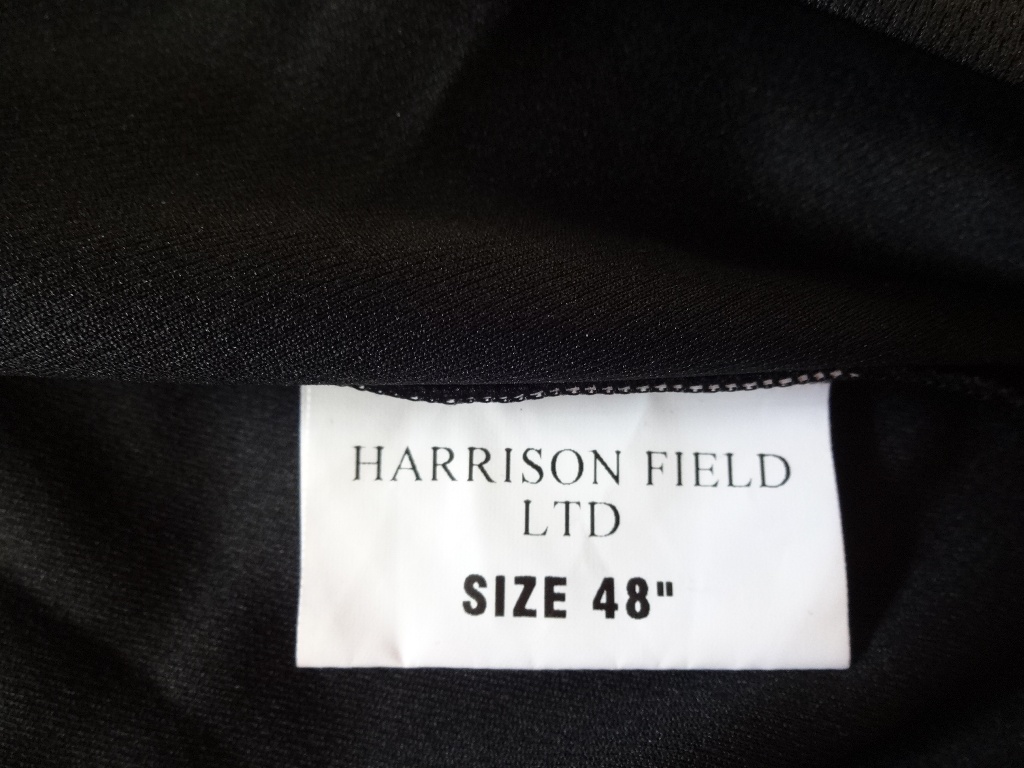 HARRISON FIELD
LTD
SIZE 48"